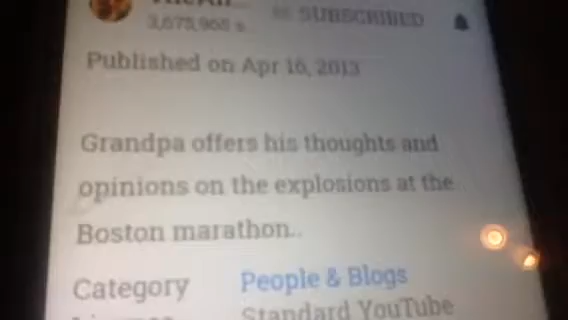 SUBSCRIBED
Published on Apr 16, 2013
Grandpa offers his thoughts and
opinions on the explosions at the
Boston marathon..
Category People & Blogs
Standard YouTube